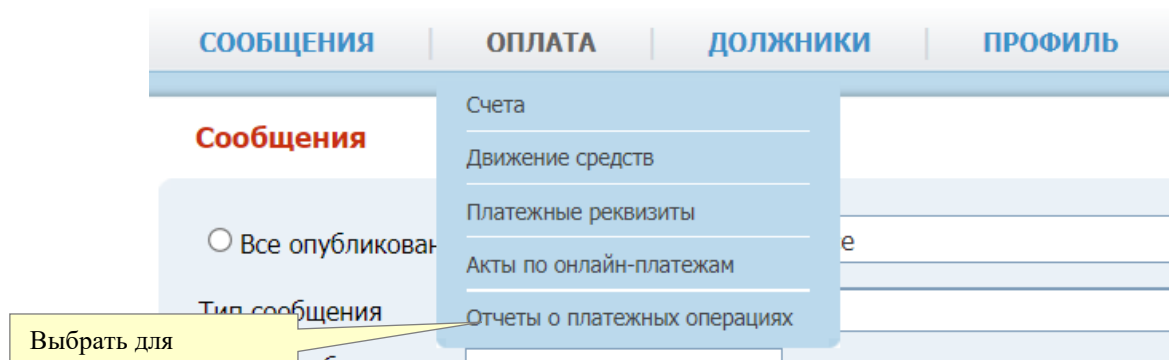 СООБЩЕНИЯ ОПЛАТА ДОЛЖНИКИ ПРОФИЛЬ
Счета
Сообщения
Движение средств
Платежные реквизиты
Все опубликован
е
Акты по онлайн-платежам
Тип сообщения
Отчеты о платежных операциях
Выбрать для